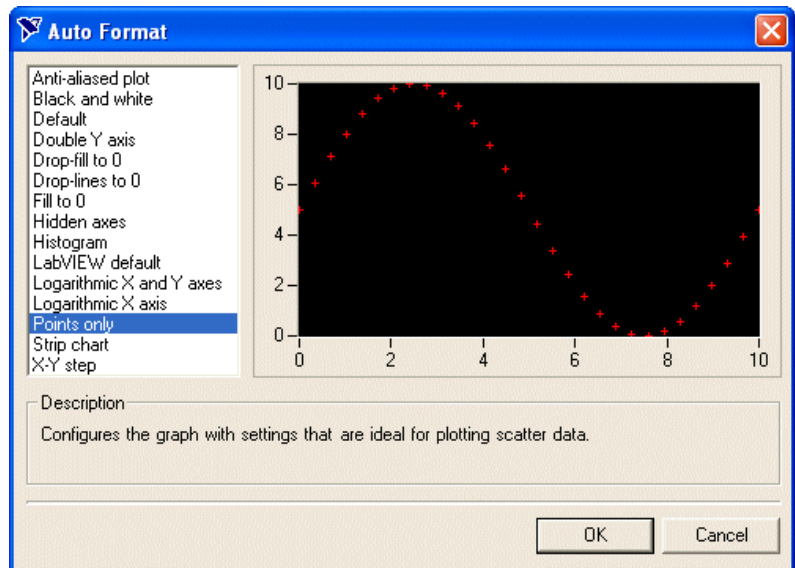 Auto Format
Anti-aliased plot
Black and white
Default
Double Y axis
Drop-fill to 0
Drop-lines to 0
Fill to 0
Hidden axes
Histogram
LabVIEW default
Logarithmic X and Y axes
Logarithmic X axis
Points only
Strip chart
X-Y step
10
8
6
4
2
0
0 2 4 6 8 10
Description
Configures the graph with settings that are ideal for plotting scatter data.
OK Cancel